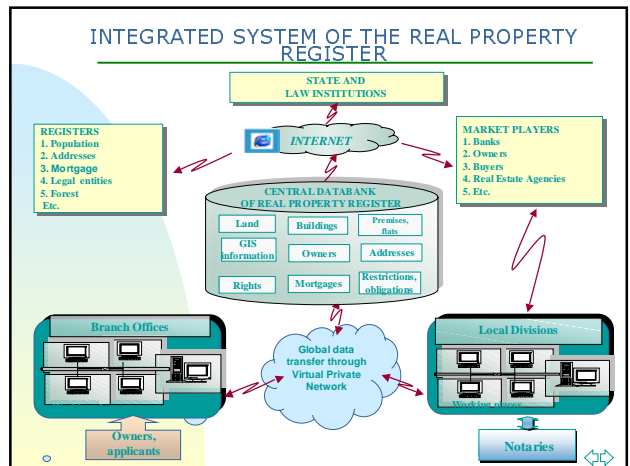 INTEGRATED SYSTEM OF THE REAL PROPERTY
REGISTER
STATE AND
LAW INSTITUTIONS
REGISTERS
1. Population
2. Addresses
3. Mortgage
4. Legal entities
5. Forest
Etc.
INTERNET
MARKET PLAYERS
1. Banks
2. Owners
3. Buyers
4. Real Estate Agencies
5. Etc.
CENTRAL DATABANK
OF REAL PROPERTY REGISTER
Land
Buildings
Premises,
flats
GIS
information
Owners
Addresses
Rights
Mortgages
Restrictions,
obligations
Branch Offices
Global data
transfer through
Virtual Private
Network
Local Divisions
Working places
Owners,
applicants
Notaries